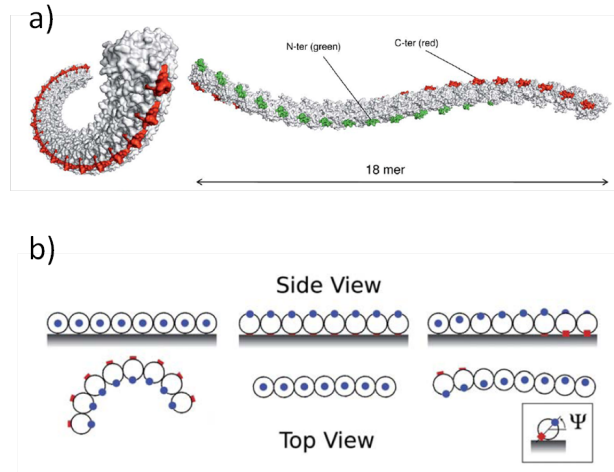 a)
N-ter (green)
C-ter (red)
18 mer
b)
Side View
Top View
Ψ